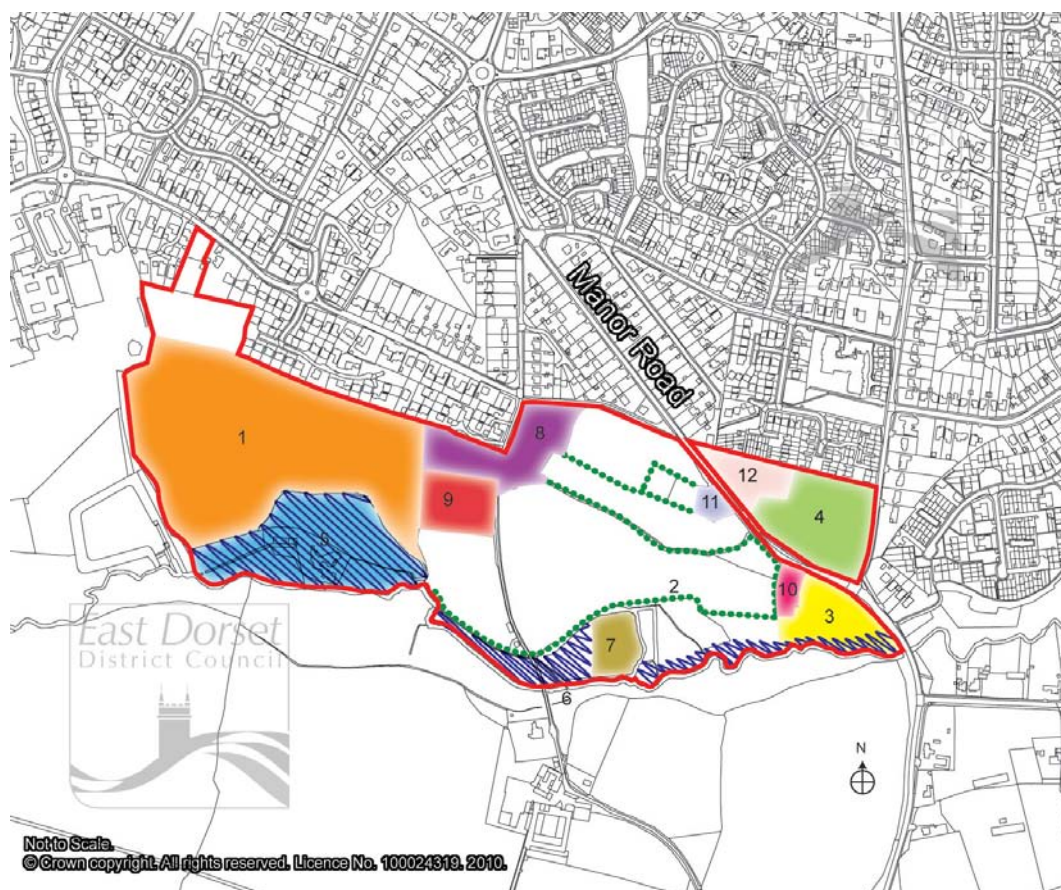 Manor Road
1
8
12
9
11
4
5
2
10
3
7
6
N
East Dorset
District Council
Not to Scale.
© Crown copyright. All rights reserved. Licence No. 100024319. 2010.